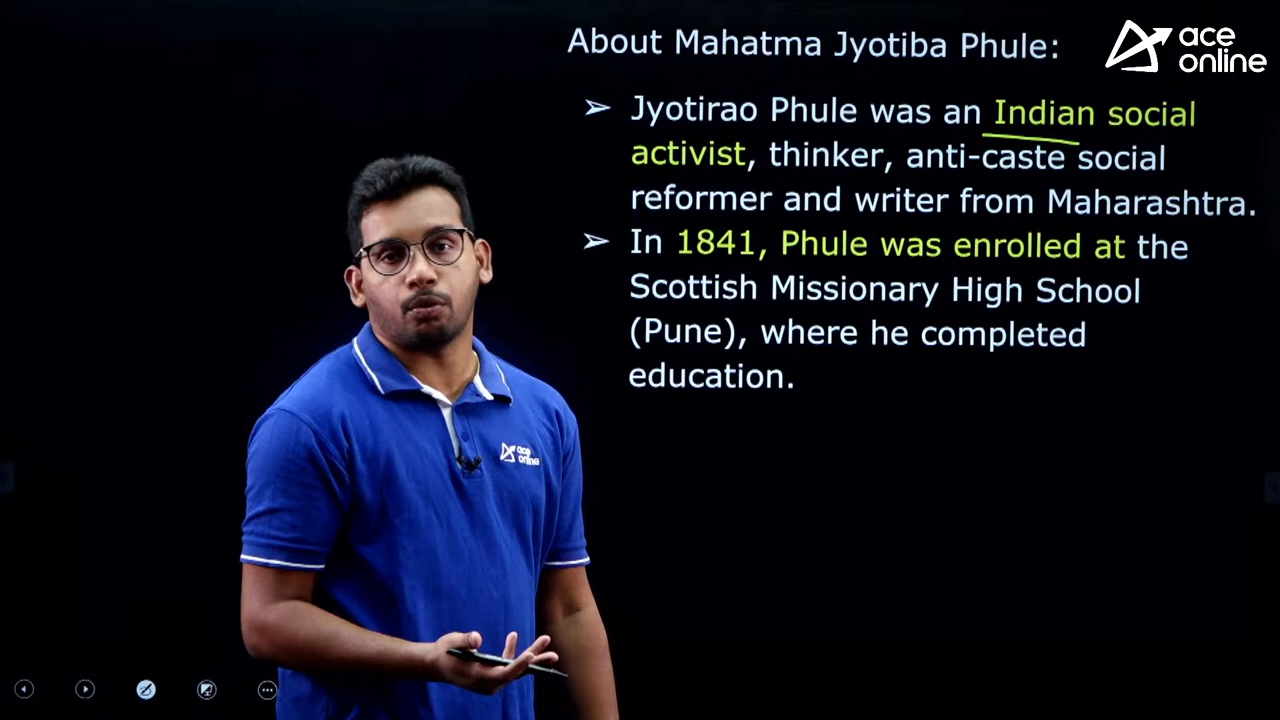 About Mahatma Jyotiba Phule:
ace
online
➢ Jyotirao Phule was an Indian social
activist, thinker, anti-caste social
reformer and writer from Maharashtra.
➢ In 1841, Phule was enrolled at the
Scottish Missionary High School
(Pune), where he completed
education.
ace
online